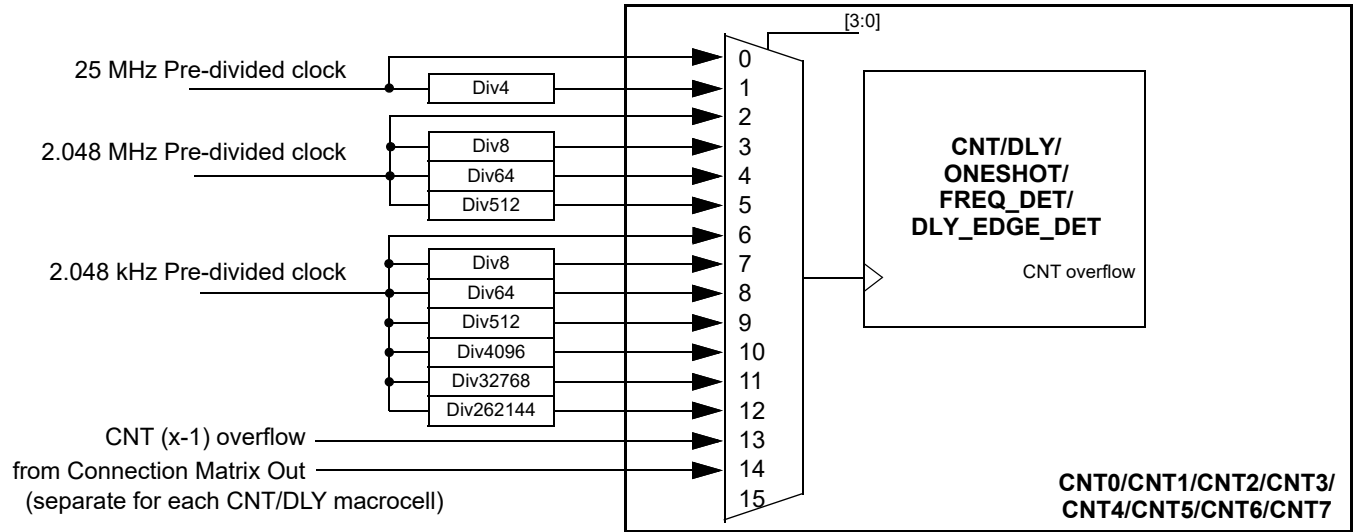 [3:0]
25 MHz Pre-divided clock
Div4
2.048 MHz Pre-divided clock
Div8
Div64
Div512
2.048 kHz Pre-divided clock
Div8
Div64
Div512
Div4096
Div32768
Div262144
CNT (x-1) overflow
from Connection Matrix Out
(separate for each CNT/DLY macrocell)
0
1
2
3
4
5
6
7
8
9
10
11
12
13
14
15
CNT/DLY/
ONESHOT/
FREQ_DET/
DLY_EDGE_DET
CNT overflow
CNT0/CNT1/CNT2/CNT3/
CNT4/CNT5/CNT6/CNT7